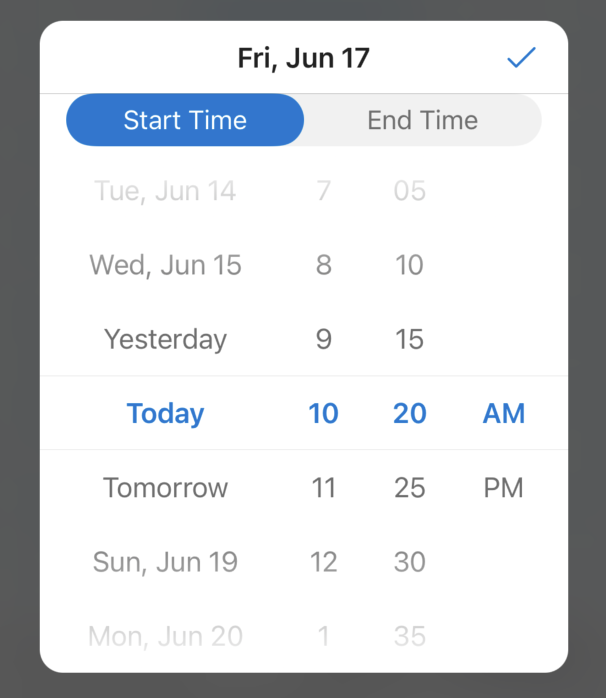 Fri, Jun 17
Start Time End Time
Tue, Jun 14 7 05
Wed, Jun 15 8 10
Yesterday 9 15
Today 10 20 AM
Tomorrow 11 25 PM
Sun, Jun 19 12 30
Mon, Jun 20 1 35